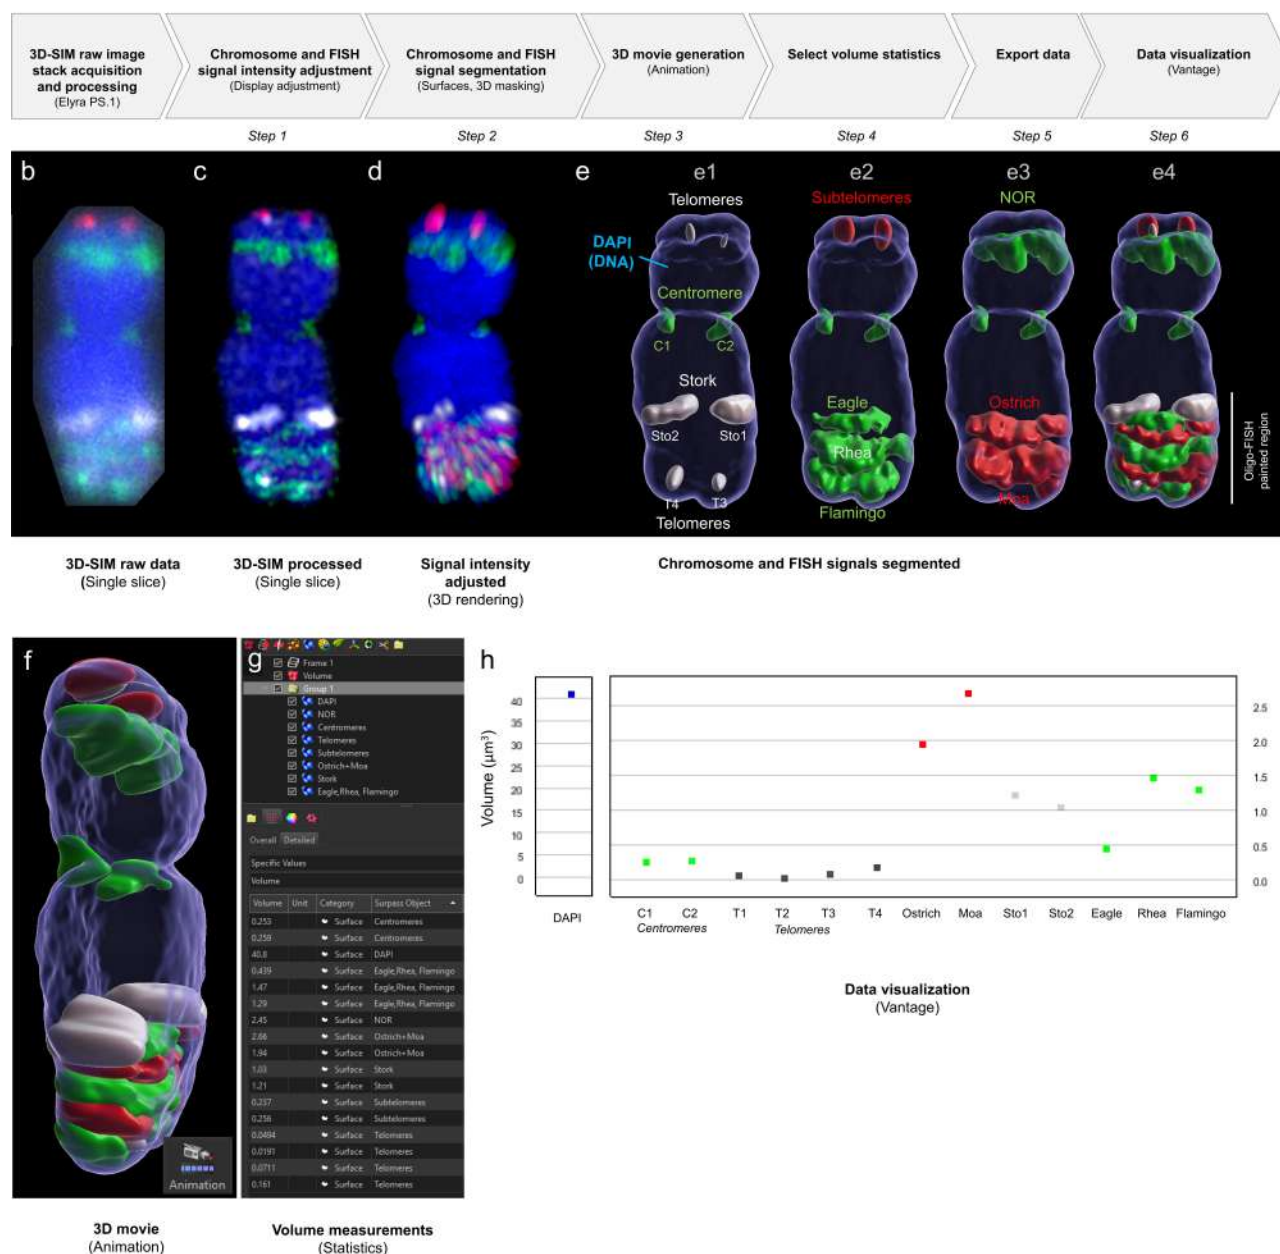 3D-SIM raw image
stack acquisition
and processing
(Elyra PS.1)
Chromosome and FISH
signal intensity adjustment
(Display adjustment)
Chromosome and FISH
signal segmentation
(Surfaces, 3D masking)
3D movie generation
(Animation)
Select volume statistics
Export data
Data visualization
(Vantage)
Step 1
Step 2
Step 3
Step 4
Step 5
Step 6
b
c
d
e
e1
e2
e3
e4
Telomeres
Subtelomeres
NOR
DAPI
(DNA)
Centromere
C1
C2
Stork
Sto2
Sto1
T4
T3
Telomeres
Eagle
Rhea
Flamingo
Ostrich
Moa
Oligo-FISH
painted region
3D-SIM raw data
(Single slice)
3D-SIM processed
(Single slice)
Signal intensity
adjusted
(3D rendering)
Chromosome and FISH signals segmented
f
Animation
3D movie
(Animation)
g
Frame 1
Volume
Group 1
DAPI
NOR
Centromeres
Telomeres
Subtelomeres
Ostrich+Moa
Stork
Eagle,Rhea, Flamingo
Overall Detailed
Specific Values
Volume
Volume Unit Category Surpass Object
0.253 Surface Centromeres
0.259 Surface Centromeres
40.8 Surface DAPI
0.439 Surface Eagle,Rhea, Flamingo
1.47 Surface Eagle,Rhea, Flamingo
1.29 Surface Eagle,Rhea, Flamingo
2.45 Surface NOR
2.66 Surface Ostrich+Moa
1.94 Surface Ostrich+Moa
1.03 Surface Stork
1.21 Surface Stork
0.237 Surface Subtelomeres
0.256 Surface Subtelomeres
0.0494 Surface Telomeres
0.0191 Surface Telomeres
0.0711 Surface Telomeres
0.161 Surface Telomeres
Volume measurements
(Statistics)
h
Volume (µm³)
40
35
30
25
20
15
10
5
0
DAPI
2.5
2.0
1.5
1.0
0.5
0.0
C1 C2 T1 T2 T3 T4 Ostrich Moa Sto1 Sto2 Eagle Rhea Flamingo
Centromeres Telomeres
Data visualization
(Vantage)